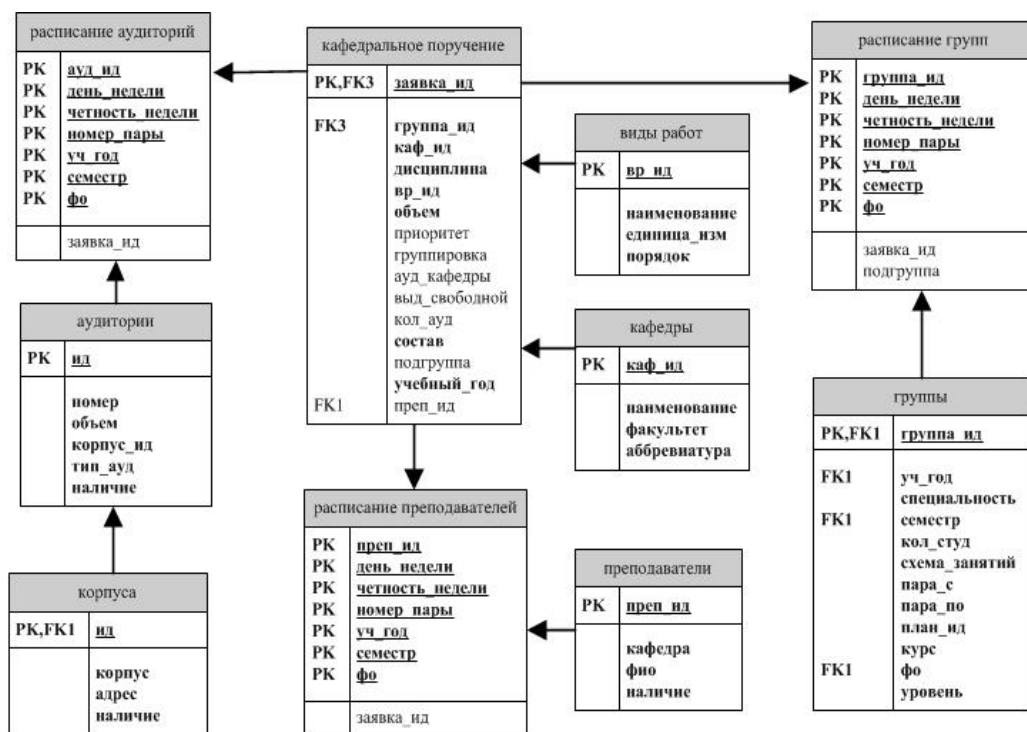 расписание аудиторий
PK ауд_ид
PK день_недели
PK четность_недели
PK номер_пары
PK уч_год
PK семестр
PK фо
заявка_ид
аудитории
PK ид
номер
объем
корпус_ид
тип_ауд
наличие
корпуса
PK,FK1 ид
корпус
адрес
наличие
кафедральное поручение
PK,FK3 заявка_ид
FK3 группа_ид
каф_ид
дисциплина
вр_ид
объем
приоритет
группировка
ауд_кафедры
выд_свободной
кол_ауд
состав
подгруппа
учебный_год
FK1 преп_ид
расписание преподавателей
PK преп_ид
PK день_недели
PK четность_недели
PK номер_пары
PK уч_год
PK семестр
PK фо
заявка_ид
виды работ
PK вр_ид
наименование
единица_изм
порядок
кафедры
PK каф_ид
наименование
факультет
аббревиатура
преподаватели
PK преп_ид
кафедра
фио
наличие
расписание групп
PK группа_ид
PK день_недели
PK четность_недели
PK номер_пары
PK уч_год
PK семестр
PK фо
заявка_ид
подгруппа
группы
PK,FK1 группа_ид
FK1 уч_год
специальность
FK1 семестр
кол_студ
схема_занятий
пара_с
пара_по
план_ид
курс
FK1 фо
уровень